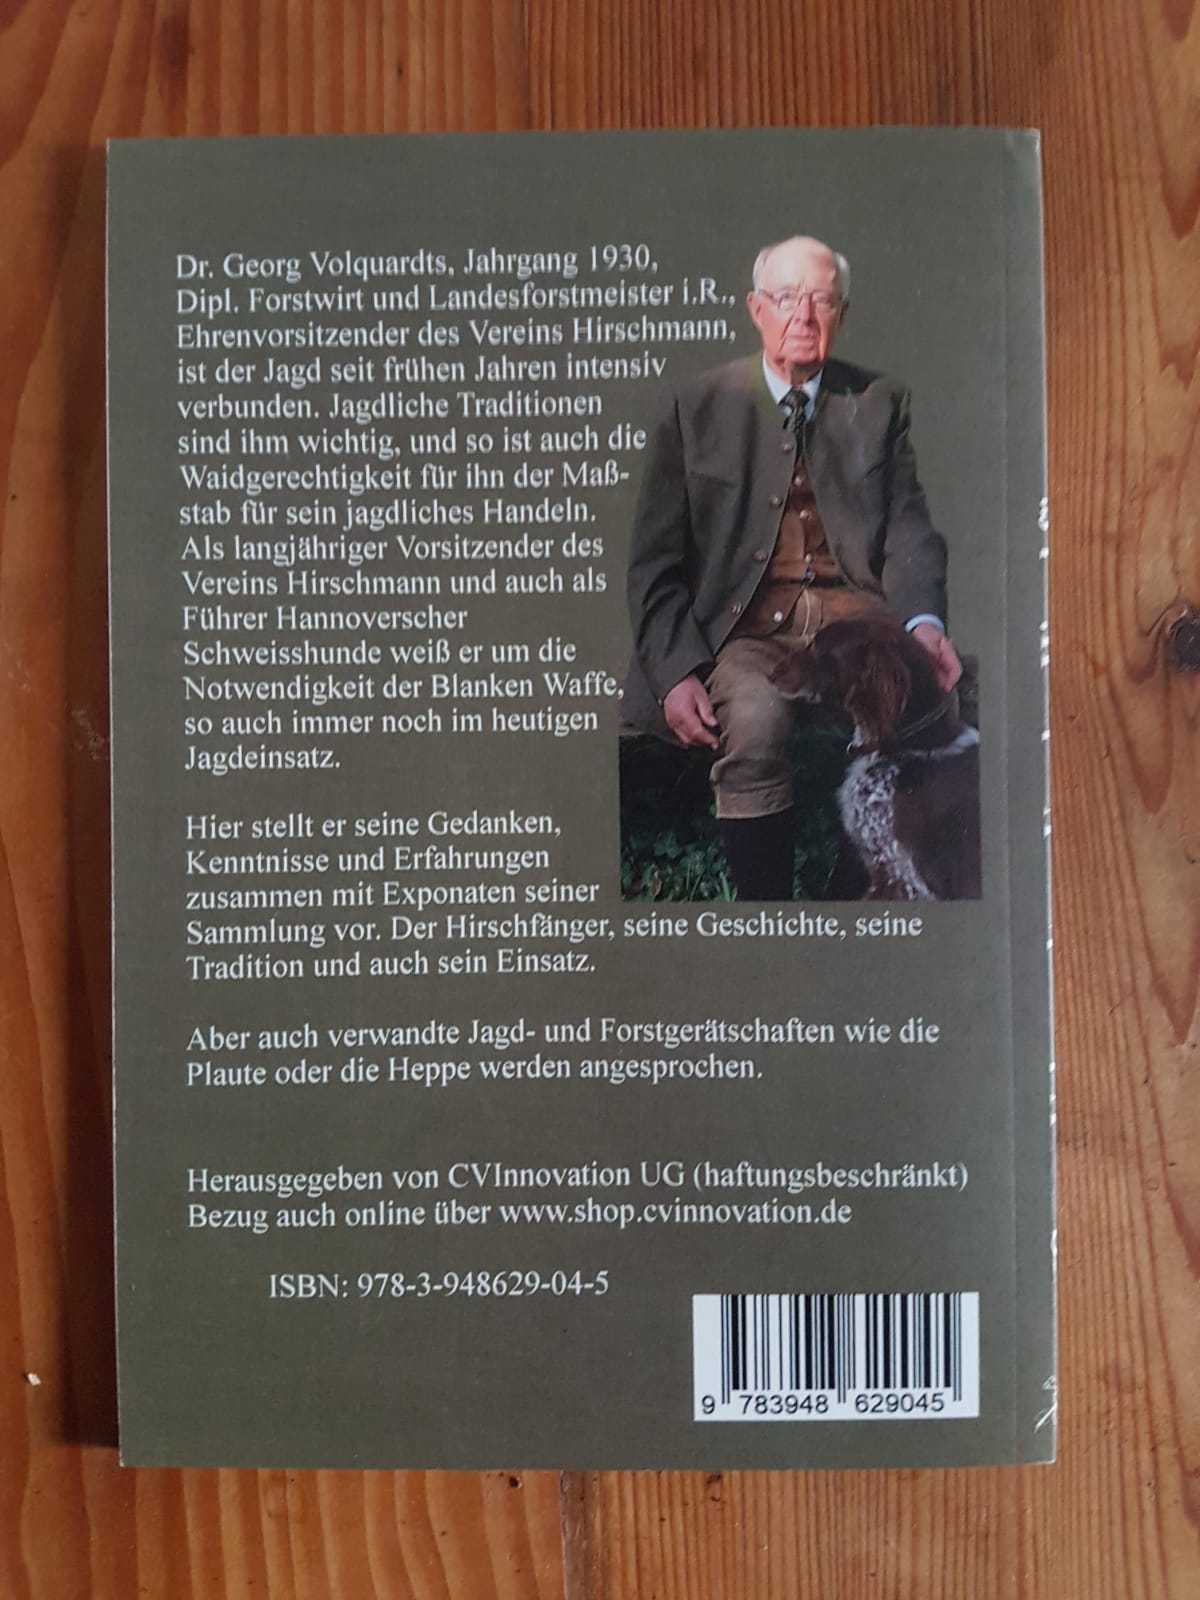 Dr. Georg Volquardts, Jahrgang 1930,
Dipl. Forstwirt und Landesforstmeister i.R.,
Ehrenvorsitzender des Vereins Hirschmann,
ist der Jagd seit frühen Jahren intensiv
verbunden. Jagdliche Traditionen
sind ihm wichtig, und so ist auch die
Waidgerechtigkeit für ihn der Maß-
stab für sein jagdliches Handeln.
Als langjähriger Vorsitzender des
Vereins Hirschmann und auch als
Führer Hannoverscher
Schweisshunde weiß er um die
Notwendigkeit der Blanken Waffe,
so auch immer noch im heutigen
Jagdeinsatz.
Hier stellt er seine Gedanken,
Kenntnisse und Erfahrungen
zusammen mit Exponaten seiner
Sammlung vor. Der Hirschfänger, seine Geschichte, seine
Tradition und auch sein Einsatz.
Aber auch verwandte Jagd- und Forstgerätschaften wie die
Plaute oder die Heppe werden angesprochen.
Herausgegeben von CVInnovation UG (haftungsbeschränkt)
Bezug auch online über www.shop.cvinnovation.de
ISBN: 978-3-948629-04-5
9 783948 629045